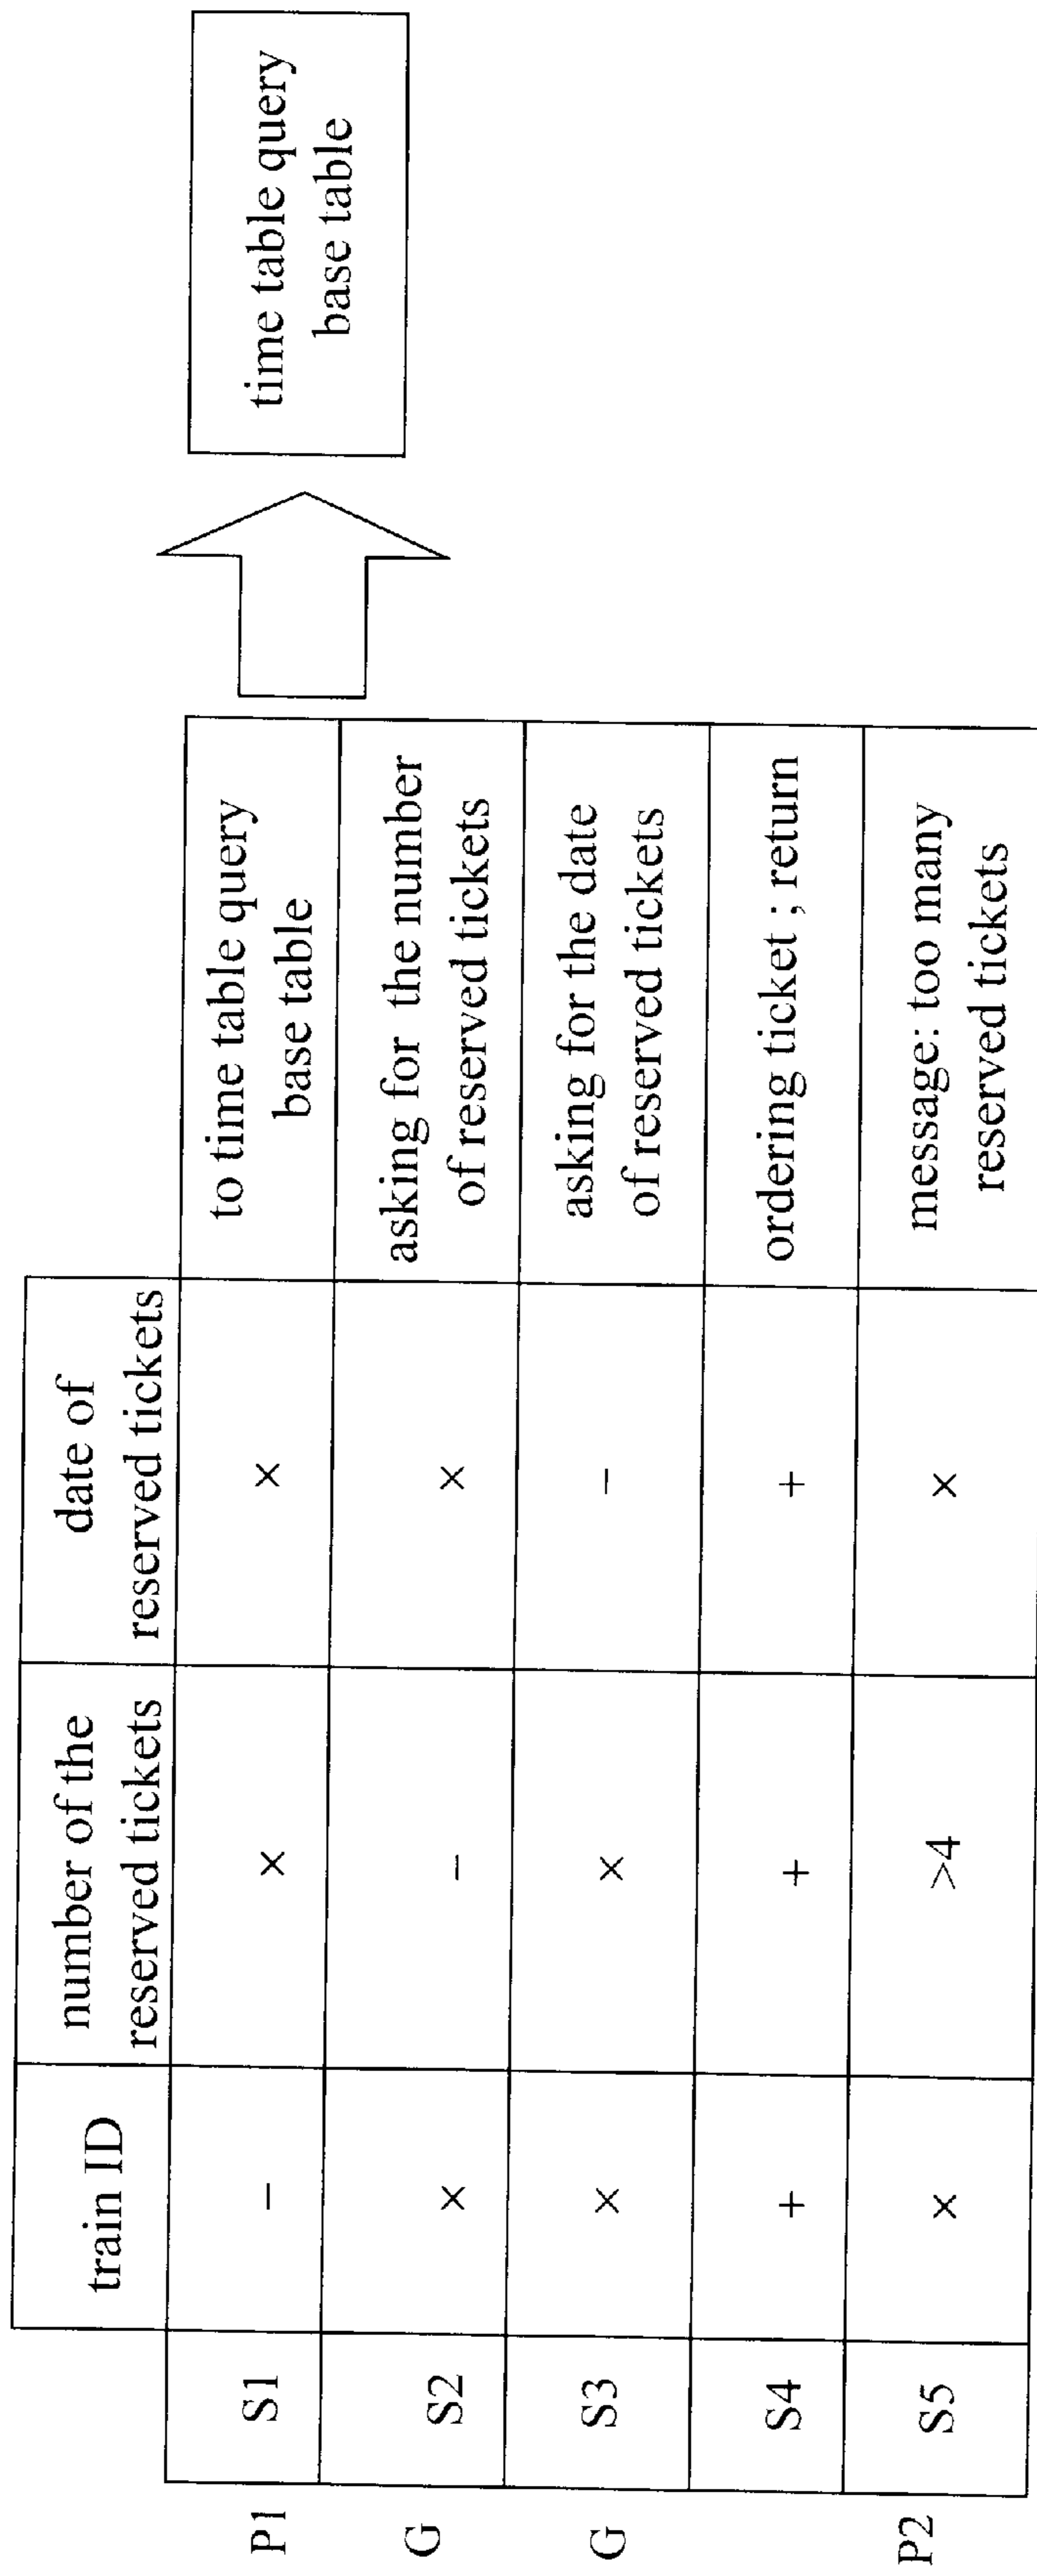 train ID
number of the
reserved tickets
date of
reserved tickets
P1
S1
−
×
×
to time table query
base table
G
S2
×
−
×
asking for the number
of reserved tickets
G
S3
×
×
−
asking for the date
of reserved tickets
S4
+
+
+
ordering ticket ; return
P2
S5
×
>4
×
message: too many
reserved tickets
time table query
base table